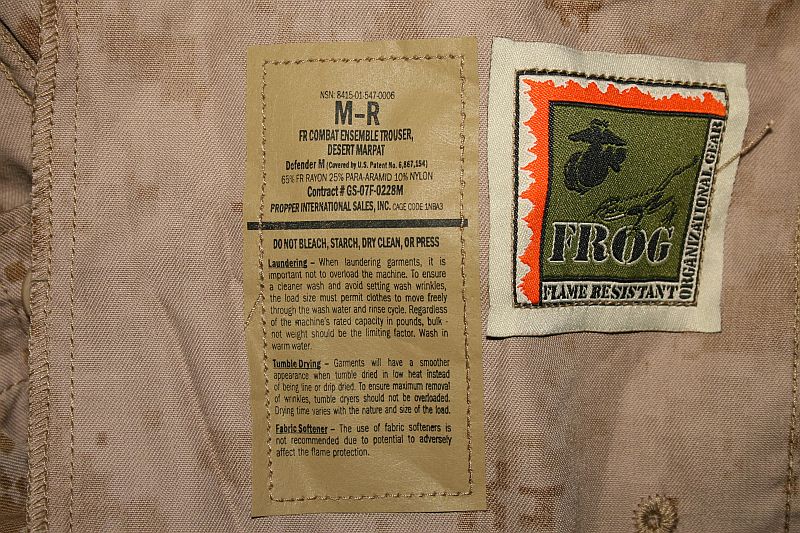 NSN: 8415-01-547-0006
M-R
FR COMBAT ENSEMBLE TROUSER,
DESERT MARPAT
Defender M (Covered by U.S. Patent No. 6,867,154)
65% FR RAYON 25% PARA-ARAMID 10% NYLON
Contract # GS-07F-0228M
PROPPER INTERNATIONAL SALES, INC. CAGE CODE 1NBA3
DO NOT BLEACH, STARCH, DRY CLEAN, OR PRESS
Laundering – When laundering garments, it is
important not to overload the machine. To ensure
a cleaner wash and avoid setting wash wrinkles,
the load size must permit clothes to move freely
through the wash water and rinse cycle. Regardless
of the machine's rated capacity in pounds, bulk -
not weight should be the limiting factor. Wash in
warm water.
Tumble Drying – Garments will have a smoother
appearance when tumble dried in low heat instead
of being line or drip dried. To ensure maximum removal
of wrinkles, tumble dryers should not be overloaded.
Drying time varies with the nature and size of the load.
Fabric Softener – The use of fabric softeners is
not recommended due to potential to adversely
affect the flame protection.
FROG
FLAME RESISTANT
ORGANIZATIONAL GEAR